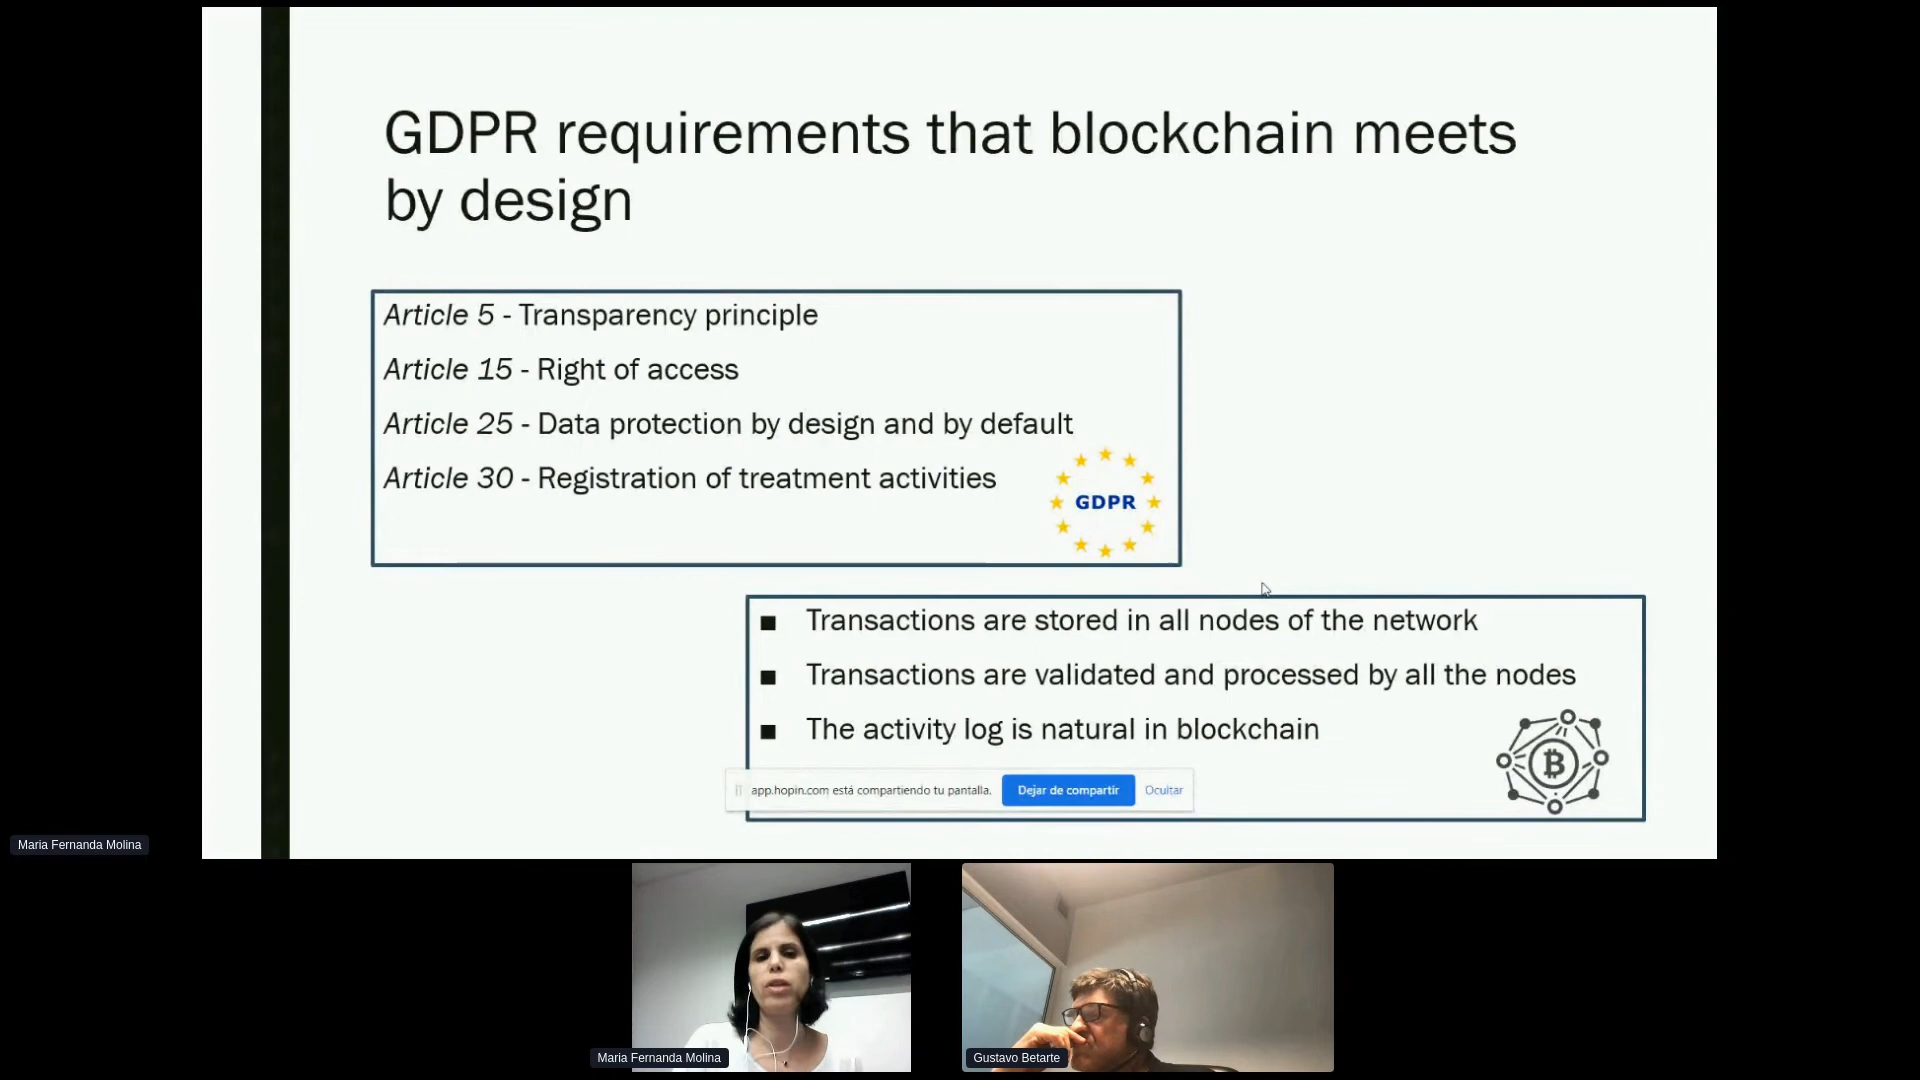 GDPR requirements that blockchain meets
by design
Article 5 - Transparency principle
Article 15 - Right of access
Article 25 - Data protection by design and by default
Article 30 - Registration of treatment activities
GDPR
■ Transactions are stored in all nodes of the network
■ Transactions are validated and processed by all the nodes
■ The activity log is natural in blockchain
B
app.hopin.com está compartiendo tu pantalla. Dejar de compartir Ocultar
Maria Fernanda Molina
Maria Fernanda Molina
Gustavo Betarte